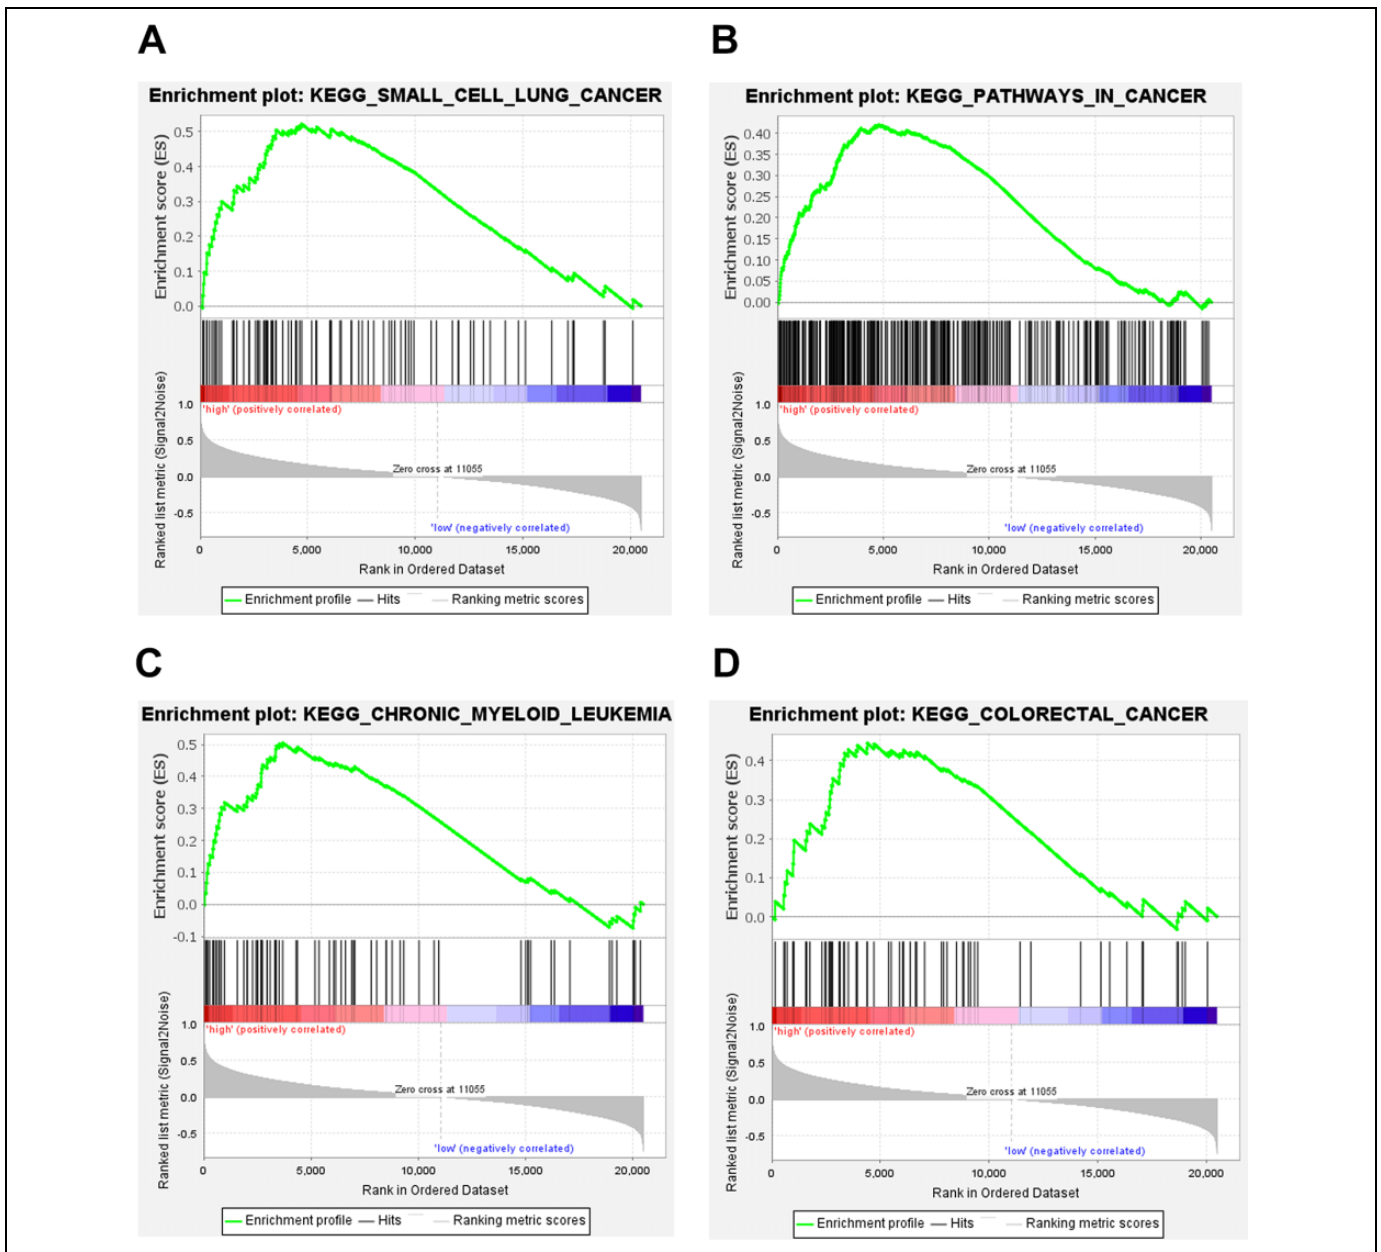 A
Enrichment plot: KEGG_SMALL_CELL_LUNG_CANCER
Enrichment score (ES)
0.5
0.4
0.3
0.2
0.1
0.0
Ranked list metric (Signal2Noise)
1.0
'high' (positively correlated)
0.5
Zero cross at 11055
0.0
-0.5
'low' (negatively correlated)
0 5,000 10,000 15,000 20,000
Rank in Ordered Dataset
Enrichment profile Hits Ranking metric scores
B
Enrichment plot: KEGG_PATHWAYS_IN_CANCER
Enrichment score (ES)
0.40
0.35
0.30
0.25
0.20
0.15
0.10
0.05
0.00
Ranked list metric (Signal2Noise)
1.0
'high' (positively correlated)
0.5
Zero cross at 11055
0.0
-0.5
'low' (negatively correlated)
0 5,000 10,000 15,000 20,000
Rank in Ordered Dataset
Enrichment profile Hits Ranking metric scores
C
Enrichment plot: KEGG_CHRONIC_MYELOID_LEUKEMIA
Enrichment score (ES)
0.5
0.4
0.3
0.2
0.1
0.0
-0.1
Ranked list metric (Signal2Noise)
1.0
'high' (positively correlated)
0.5
Zero cross at 11055
0.0
-0.5
'low' (negatively correlated)
0 5,000 10,000 15,000 20,000
Rank in Ordered Dataset
Enrichment profile Hits Ranking metric scores
D
Enrichment plot: KEGG_COLORECTAL_CANCER
Enrichment score (ES)
0.4
0.3
0.2
0.1
0.0
Ranked list metric (Signal2Noise)
1.0
'high' (positively correlated)
0.5
Zero cross at 11055
0.0
-0.5
'low' (negatively correlated)
0 5,000 10,000 15,000 20,000
Rank in Ordered Dataset
Enrichment profile Hits Ranking metric scores